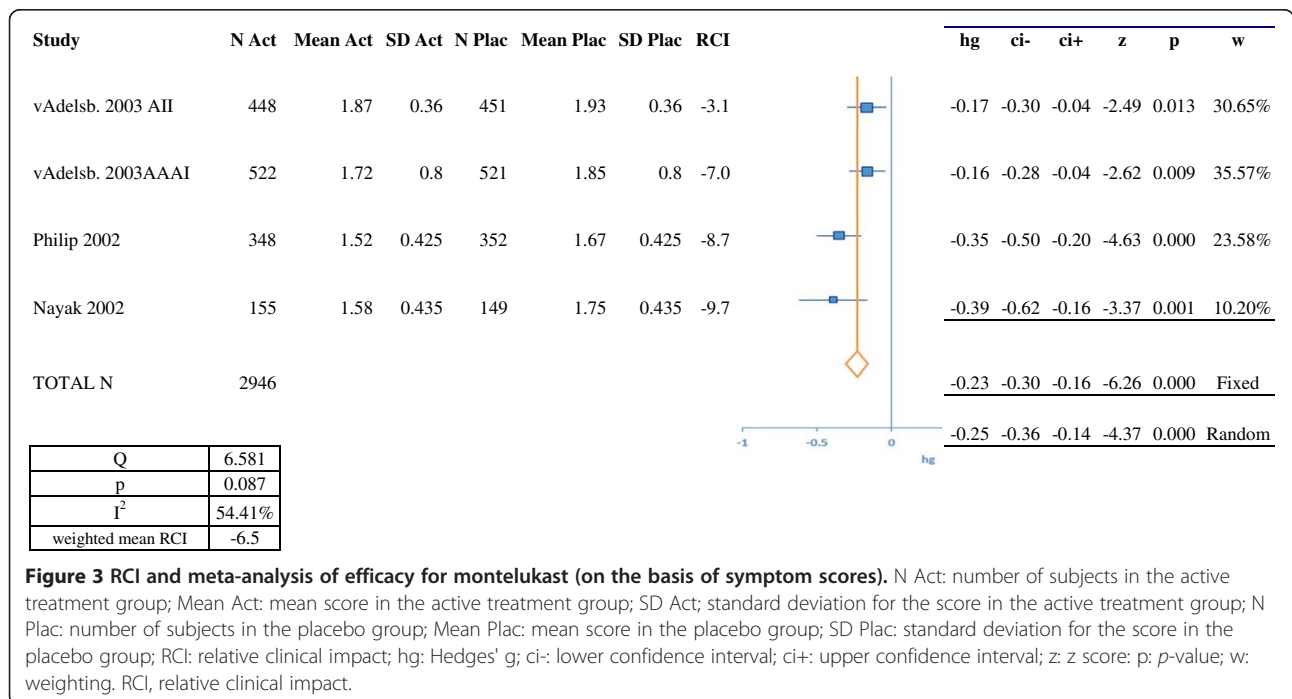 Study N Act Mean Act SD Act N Plac Mean Plac SD Plac RCI hg ci- ci+ z p w
vAdelsb. 2003 AII 448 1.87 0.36 451 1.93 0.36 -3.1 -0.17 -0.30 -0.04 -2.49 0.013 30.65%
vAdelsb. 2003AAAI 522 1.72 0.8 521 1.85 0.8 -7.0 -0.16 -0.28 -0.04 -2.62 0.009 35.57%
Philip 2002 348 1.52 0.425 352 1.67 0.425 -8.7 -0.35 -0.50 -0.20 -4.63 0.000 23.58%
Nayak 2002 155 1.58 0.435 149 1.75 0.435 -9.7 -0.39 -0.62 -0.16 -3.37 0.001 10.20%
TOTAL N 2946 -0.23 -0.30 -0.16 -6.26 0.000 Fixed
-0.25 -0.36 -0.14 -4.37 0.000 Random
-1 -0.5 0
hg
Q 6.581
p 0.087
I² 54.41%
weighted mean RCI -6.5
Figure 3 RCI and meta-analysis of efficacy for montelukast (on the basis of symptom scores). N Act: number of subjects in the active
treatment group; Mean Act: mean score in the active treatment group; SD Act; standard deviation for the score in the active treatment group; N
Plac: number of subjects in the placebo group; Mean Plac: mean score in the placebo group; SD Plac: standard deviation for the score in the
placebo group; RCI: relative clinical impact; hg: Hedges' g; ci-: lower confidence interval; ci+: upper confidence interval; z: z score: p: p-value; w:
weighting. RCI, relative clinical impact.